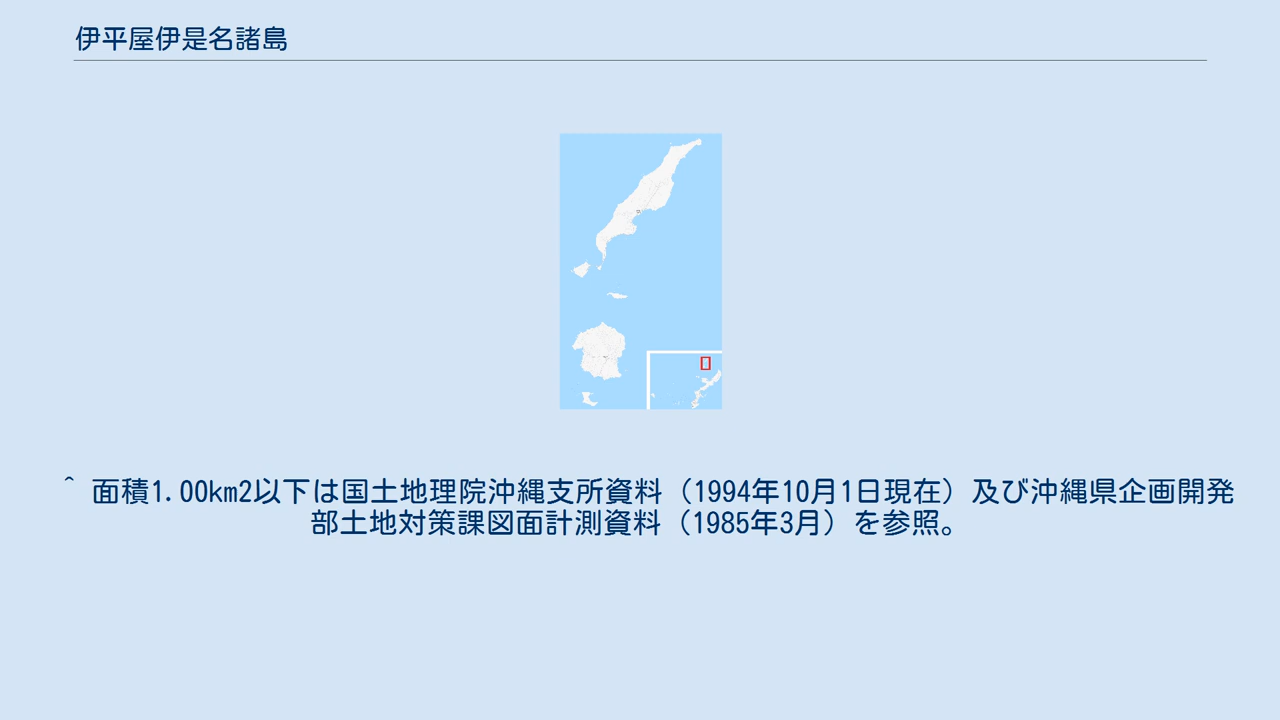 伊平屋伊是名諸島
^ 面積1.00km2以下は国土地理院沖縄支所資料（1994年10月1日現在）及び沖縄県企画開発
部土地対策課図面計測資料（1985年3月）を参照。